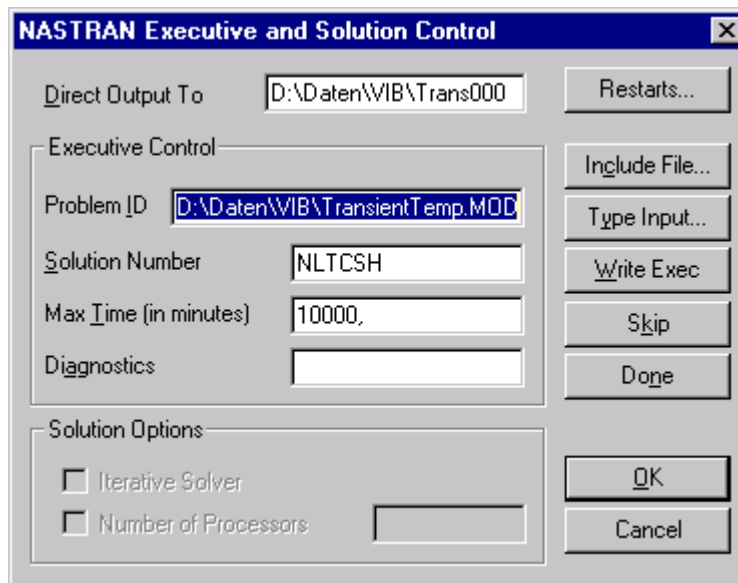 NASTRAN Executive and Solution Control
Direct Output To
D:\Daten\VIB\Trans000
Restarts...
Executive Control
Problem ID
D:\Daten\VIB\TransientTemp.MOD
Solution Number
NLTCSH
Max Time (in minutes)
10000,
Diagnostics
Include File...
Type Input...
Write Exec
Skip
Done
Solution Options
Iterative Solver
Number of Processors
OK
Cancel